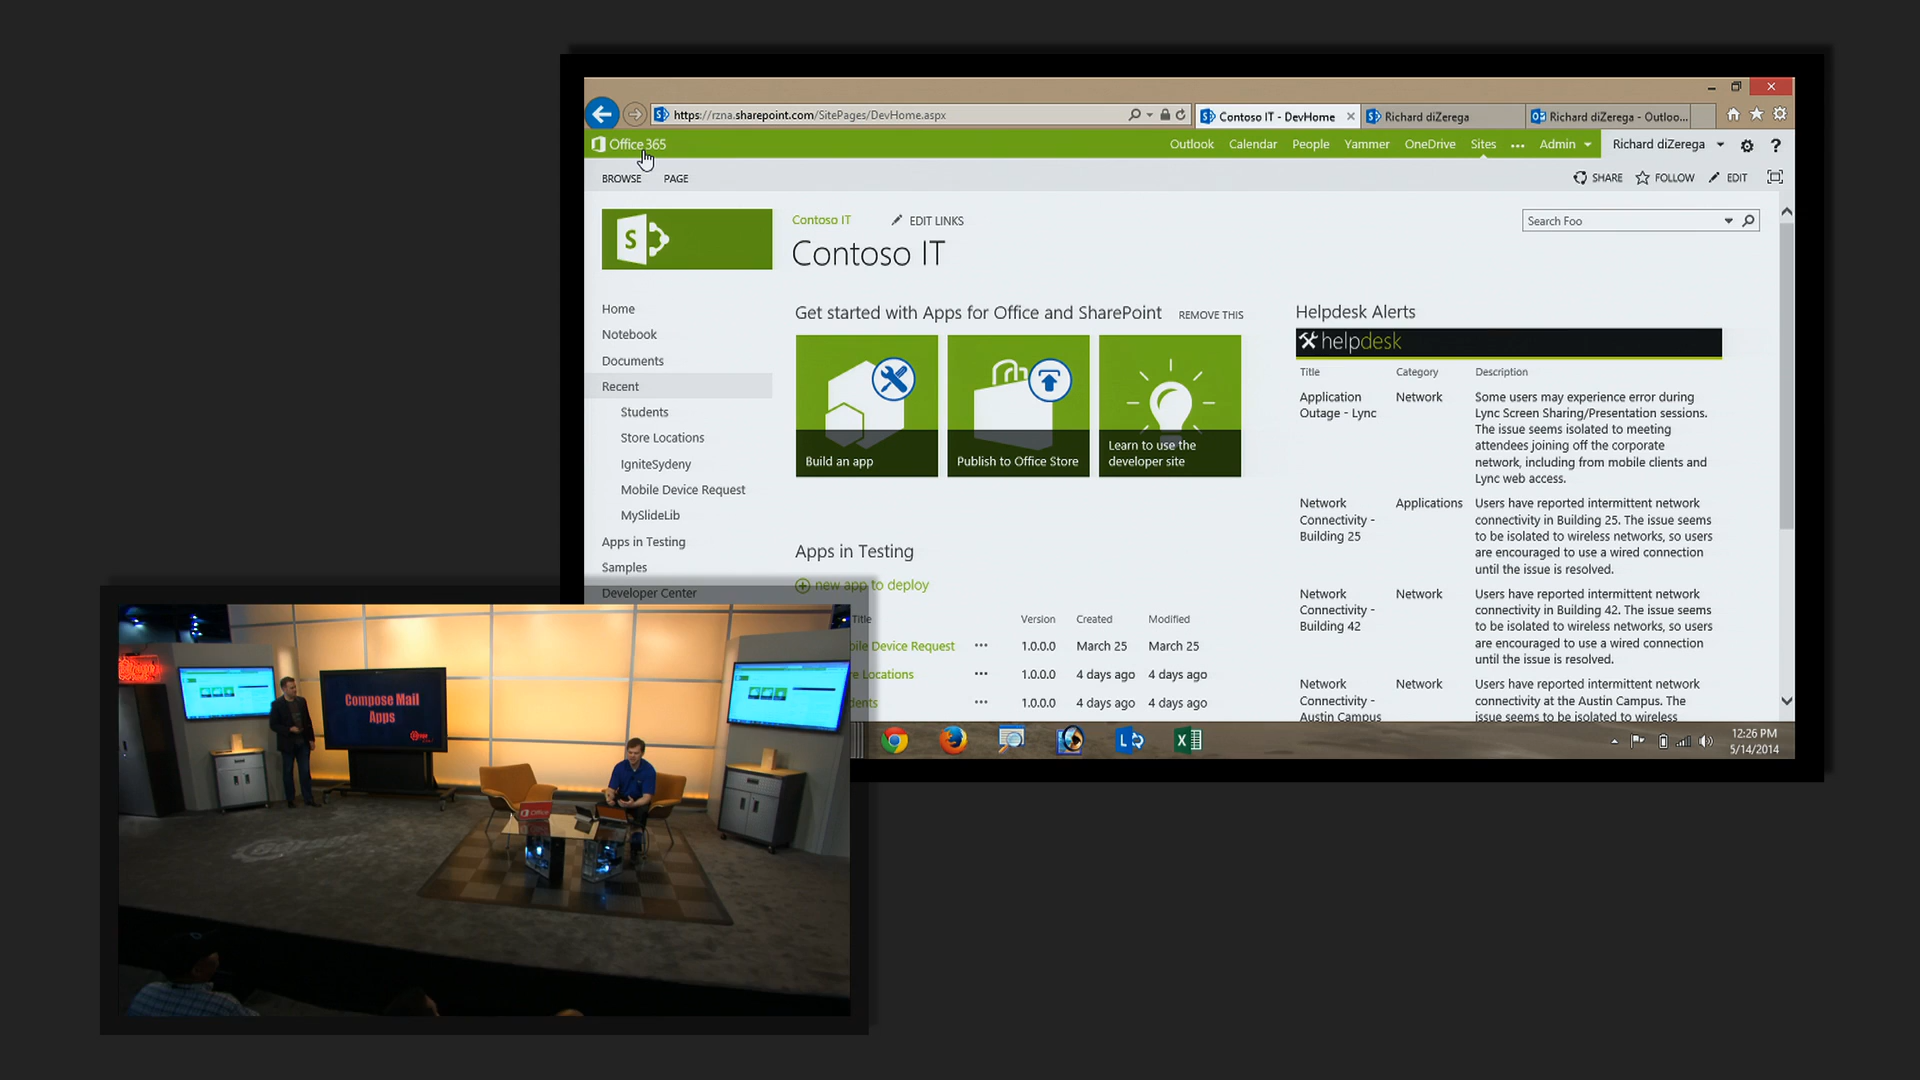 https://rzna.sharepoint.com/SitePages/DevHome.aspx
Contoso IT - DevHome
Richard diZerega
Richard diZerega - Outloo...
Office 365
Outlook Calendar People Yammer OneDrive Sites ... Admin
Richard diZerega
?
BROWSE PAGE
SHARE FOLLOW EDIT
S
Contoso IT
EDIT LINKS
Contoso IT
Search Foo
Home
Notebook
Documents
Recent
Students
Store Locations
IgniteSydeny
Mobile Device Request
MySlideLib
Apps in Testing
Samples
Developer Center
Get started with Apps for Office and SharePoint REMOVE THIS
Build an app
Publish to Office Store
Learn to use the
developer site
Apps in Testing
new app to deploy
Title Version Created Modified
bile Device Request ... 1.0.0.0 March 25 March 25
re Locations ... 1.0.0.0 4 days ago 4 days ago
dents ... 1.0.0.0 4 days ago 4 days ago
Helpdesk Alerts
helpdesk
Title Category Description
Application
Outage - Lync
Network
Some users may experience error during
Lync Screen Sharing/Presentation sessions.
The issue seems isolated to meeting
attendees joining off the corporate
network, including from mobile clients and
Lync web access.
Network
Connectivity -
Building 25
Applications
Users have reported intermittent network
connectivity in Building 25. The issue seems
to be isolated to wireless networks, so users
are encouraged to use a wired connection
until the issue is resolved.
Network
Connectivity -
Building 42
Network
Users have reported intermittent network
connectivity in Building 42. The issue seems
to be isolated to wireless networks, so users
are encouraged to use a wired connection
until the issue is resolved.
Network
Connectivity -
Austin Campus
Network
Users have reported intermittent network
connectivity at the Austin Campus. The
issue seems to be isolated to wireless
12:26 PM
5/14/2014
Compose Mail
Apps
Office